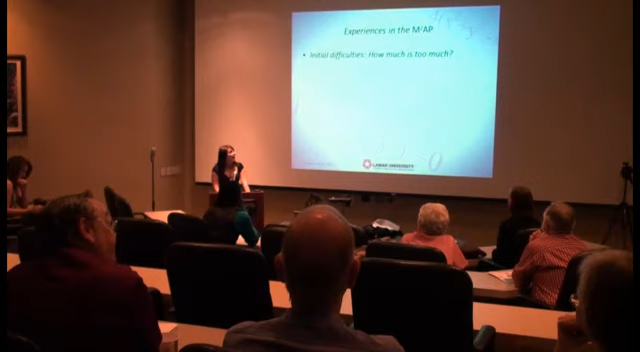 Experiences in the M²AP
• Initial difficulties: How much is too much?
LAMAR UNIVERSITY